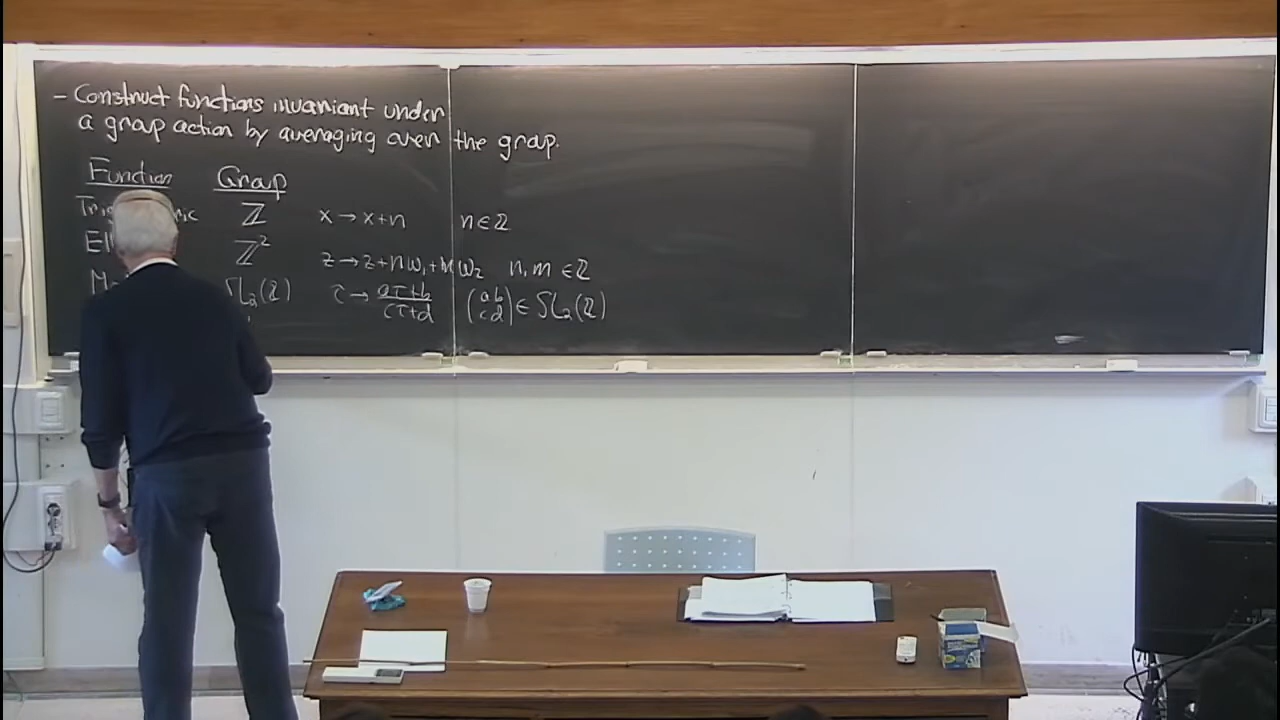 - Construct functions invariant under
a group action by averaging over the group.
Function Group
ℤ x → x+n n ∈ ℤ
ℤ² z → z+nω₁+mω₂ n, m ∈ ℤ
SL₂(ℤ) τ → (aτ+b)/(cτ+d) (a b; c d) ∈ SL₂(ℤ)